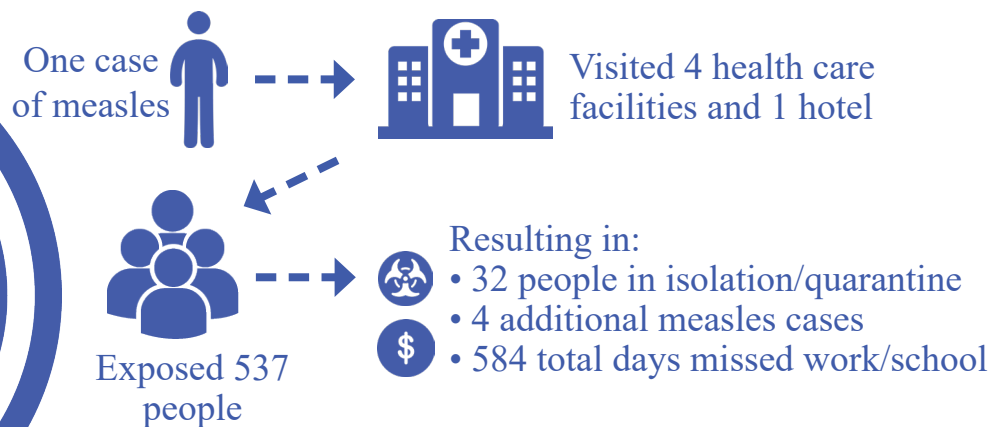 One case
of measles
Visited 4 health care
facilities and 1 hotel
Exposed 537
people
Resulting in:
• 32 people in isolation/quarantine
• 4 additional measles cases
$
• 584 total days missed work/school